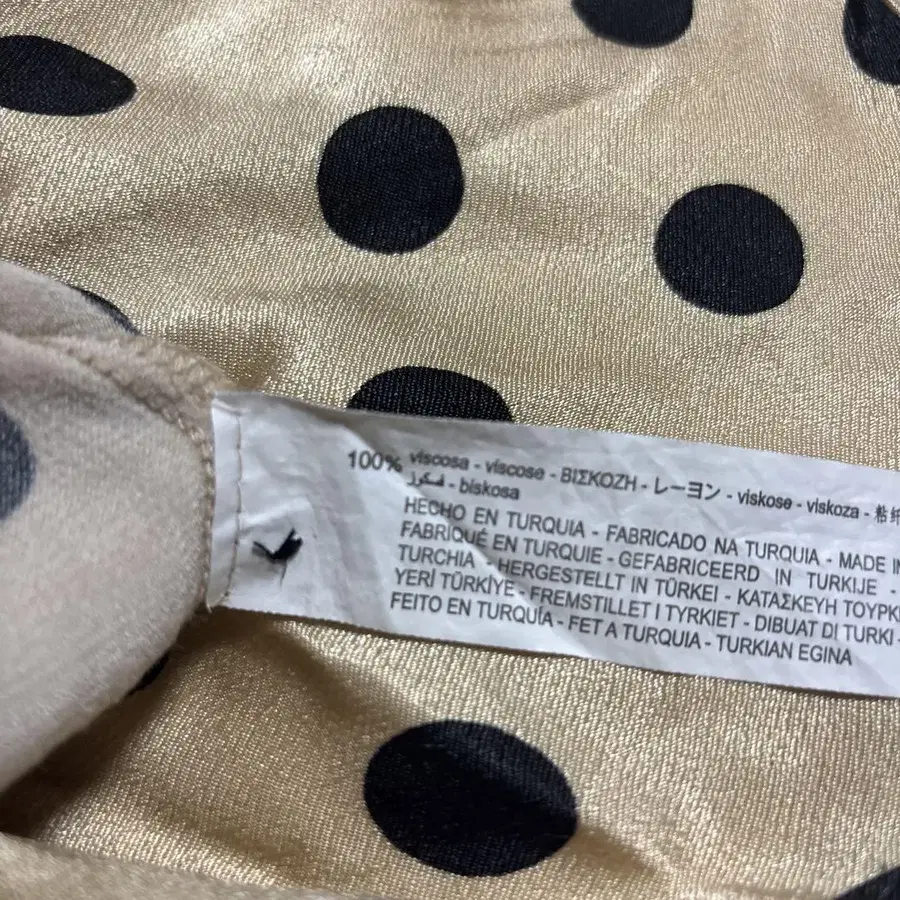 100% viscosa - viscose - ΒΙΣΚΟΖΗ - レーヨン - viskose - viskoza - 粘纤
فسكوز - biskosa
HECHO EN TURQUIA - FABRICADO NA TURQUIA - MADE IN
FABRIQUÉ EN TURQUIE - GEFABRICEERD IN TURKIJE -
TURCHIA - HERGESTELLT IN TÜRKEI - ΚΑΤΑΣΚΕΥΗ ΤΟΥΡΚ
YERİ TÜRKİYE - FREMSTILLET I TYRKIET - DIBUAT DI TURKI -
FEITO EN TURQUÍA - FET A TURQUIA - TURKIAN EGINA